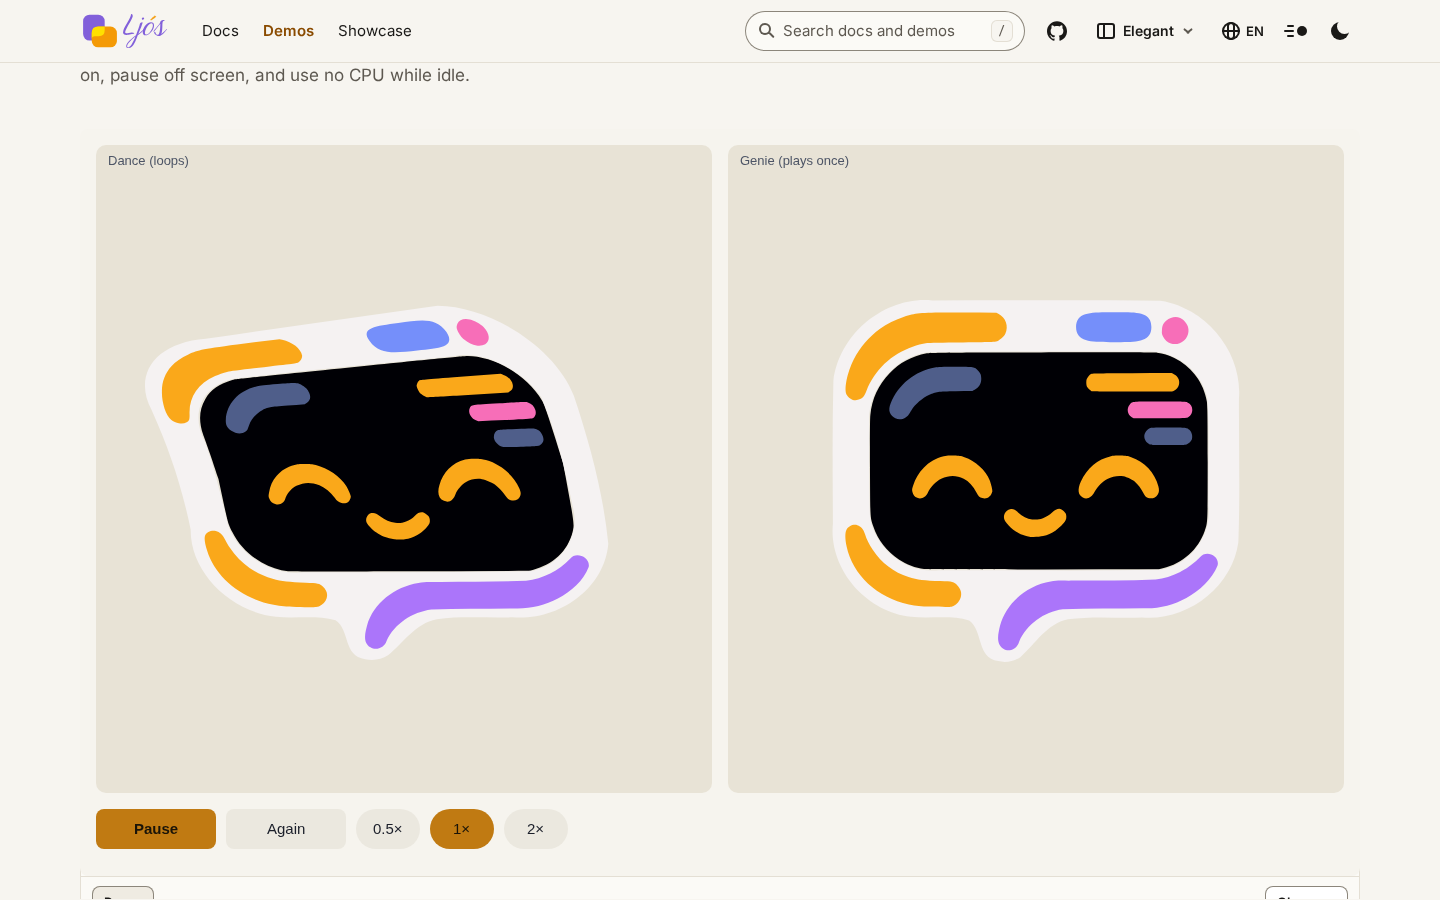 Ljós
Docs
Demos
Showcase
Search docs and demos
/
Elegant
EN
on, pause off screen, and use no CPU while idle.
Dance (loops)
Genie (plays once)
Pause
Again
0.5×
1×
2×